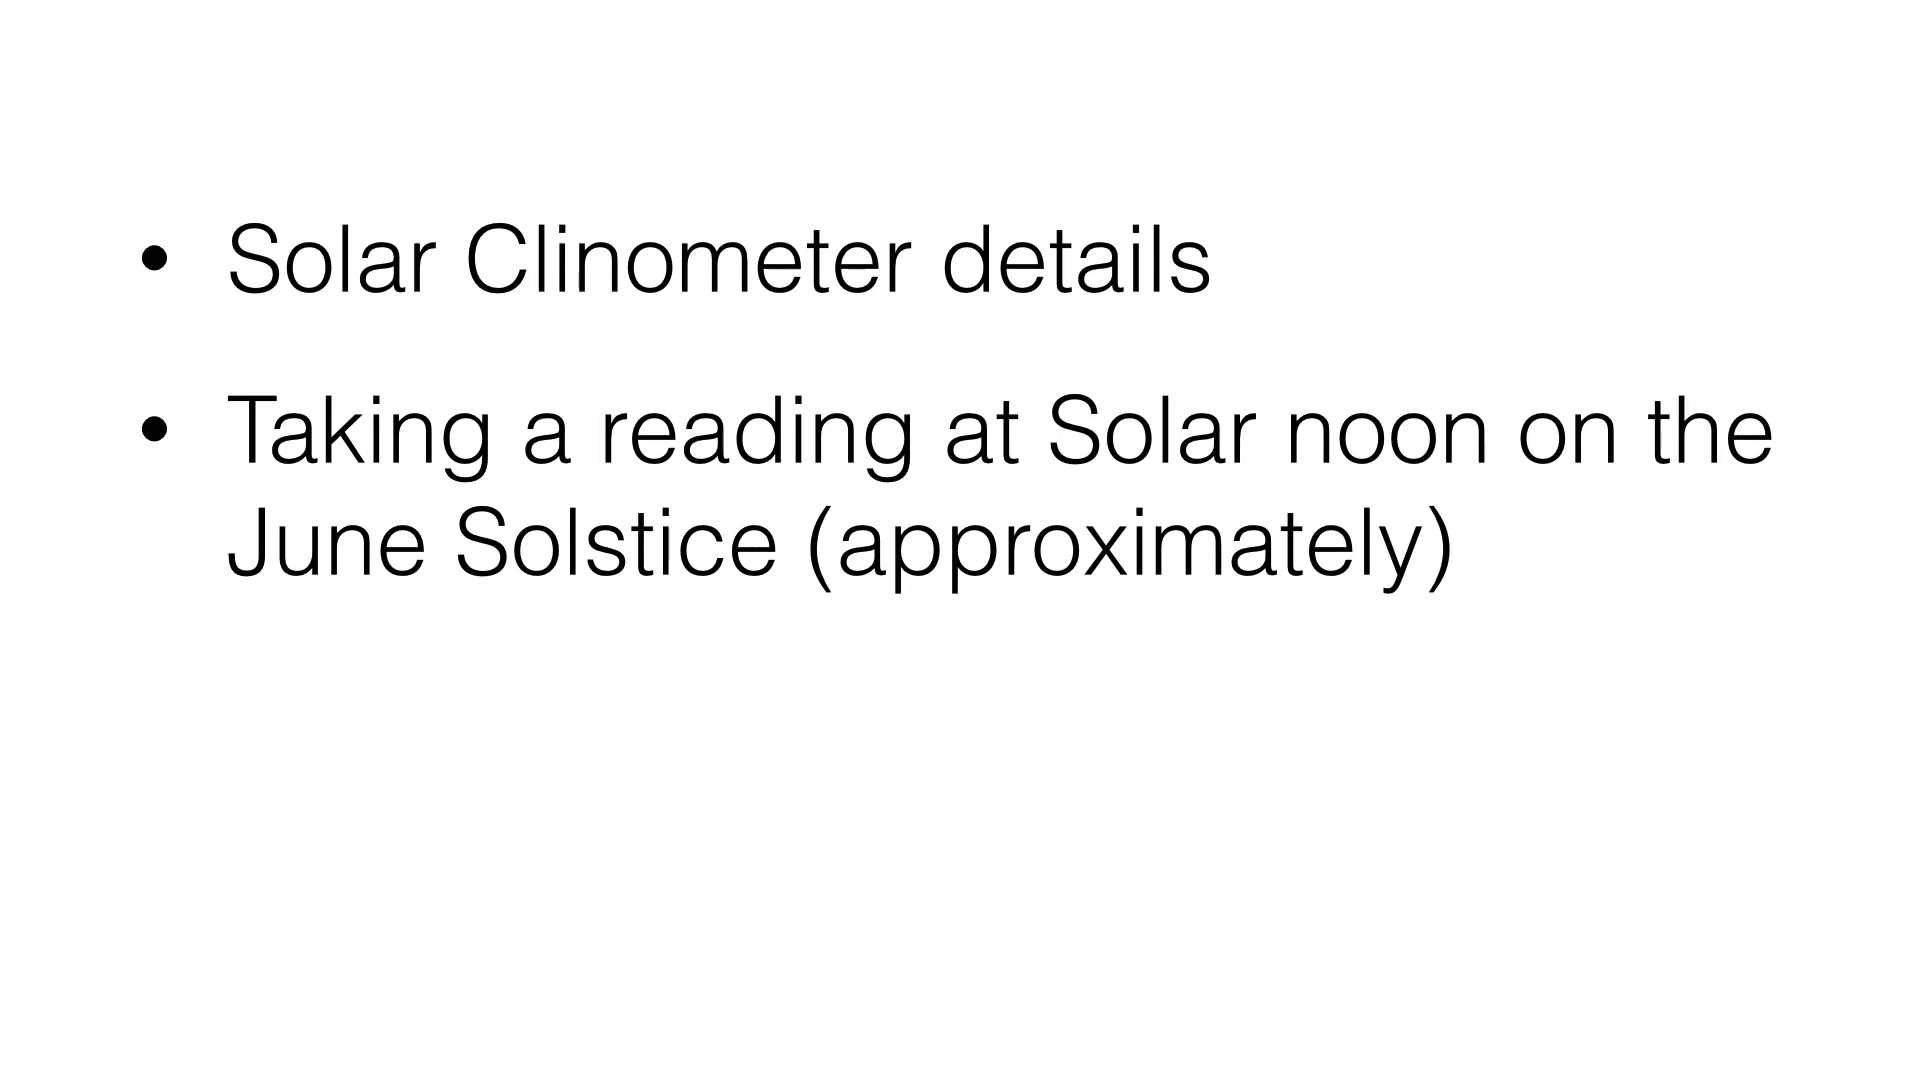 • Solar Clinometer details
• Taking a reading at Solar noon on the
June Solstice (approximately)